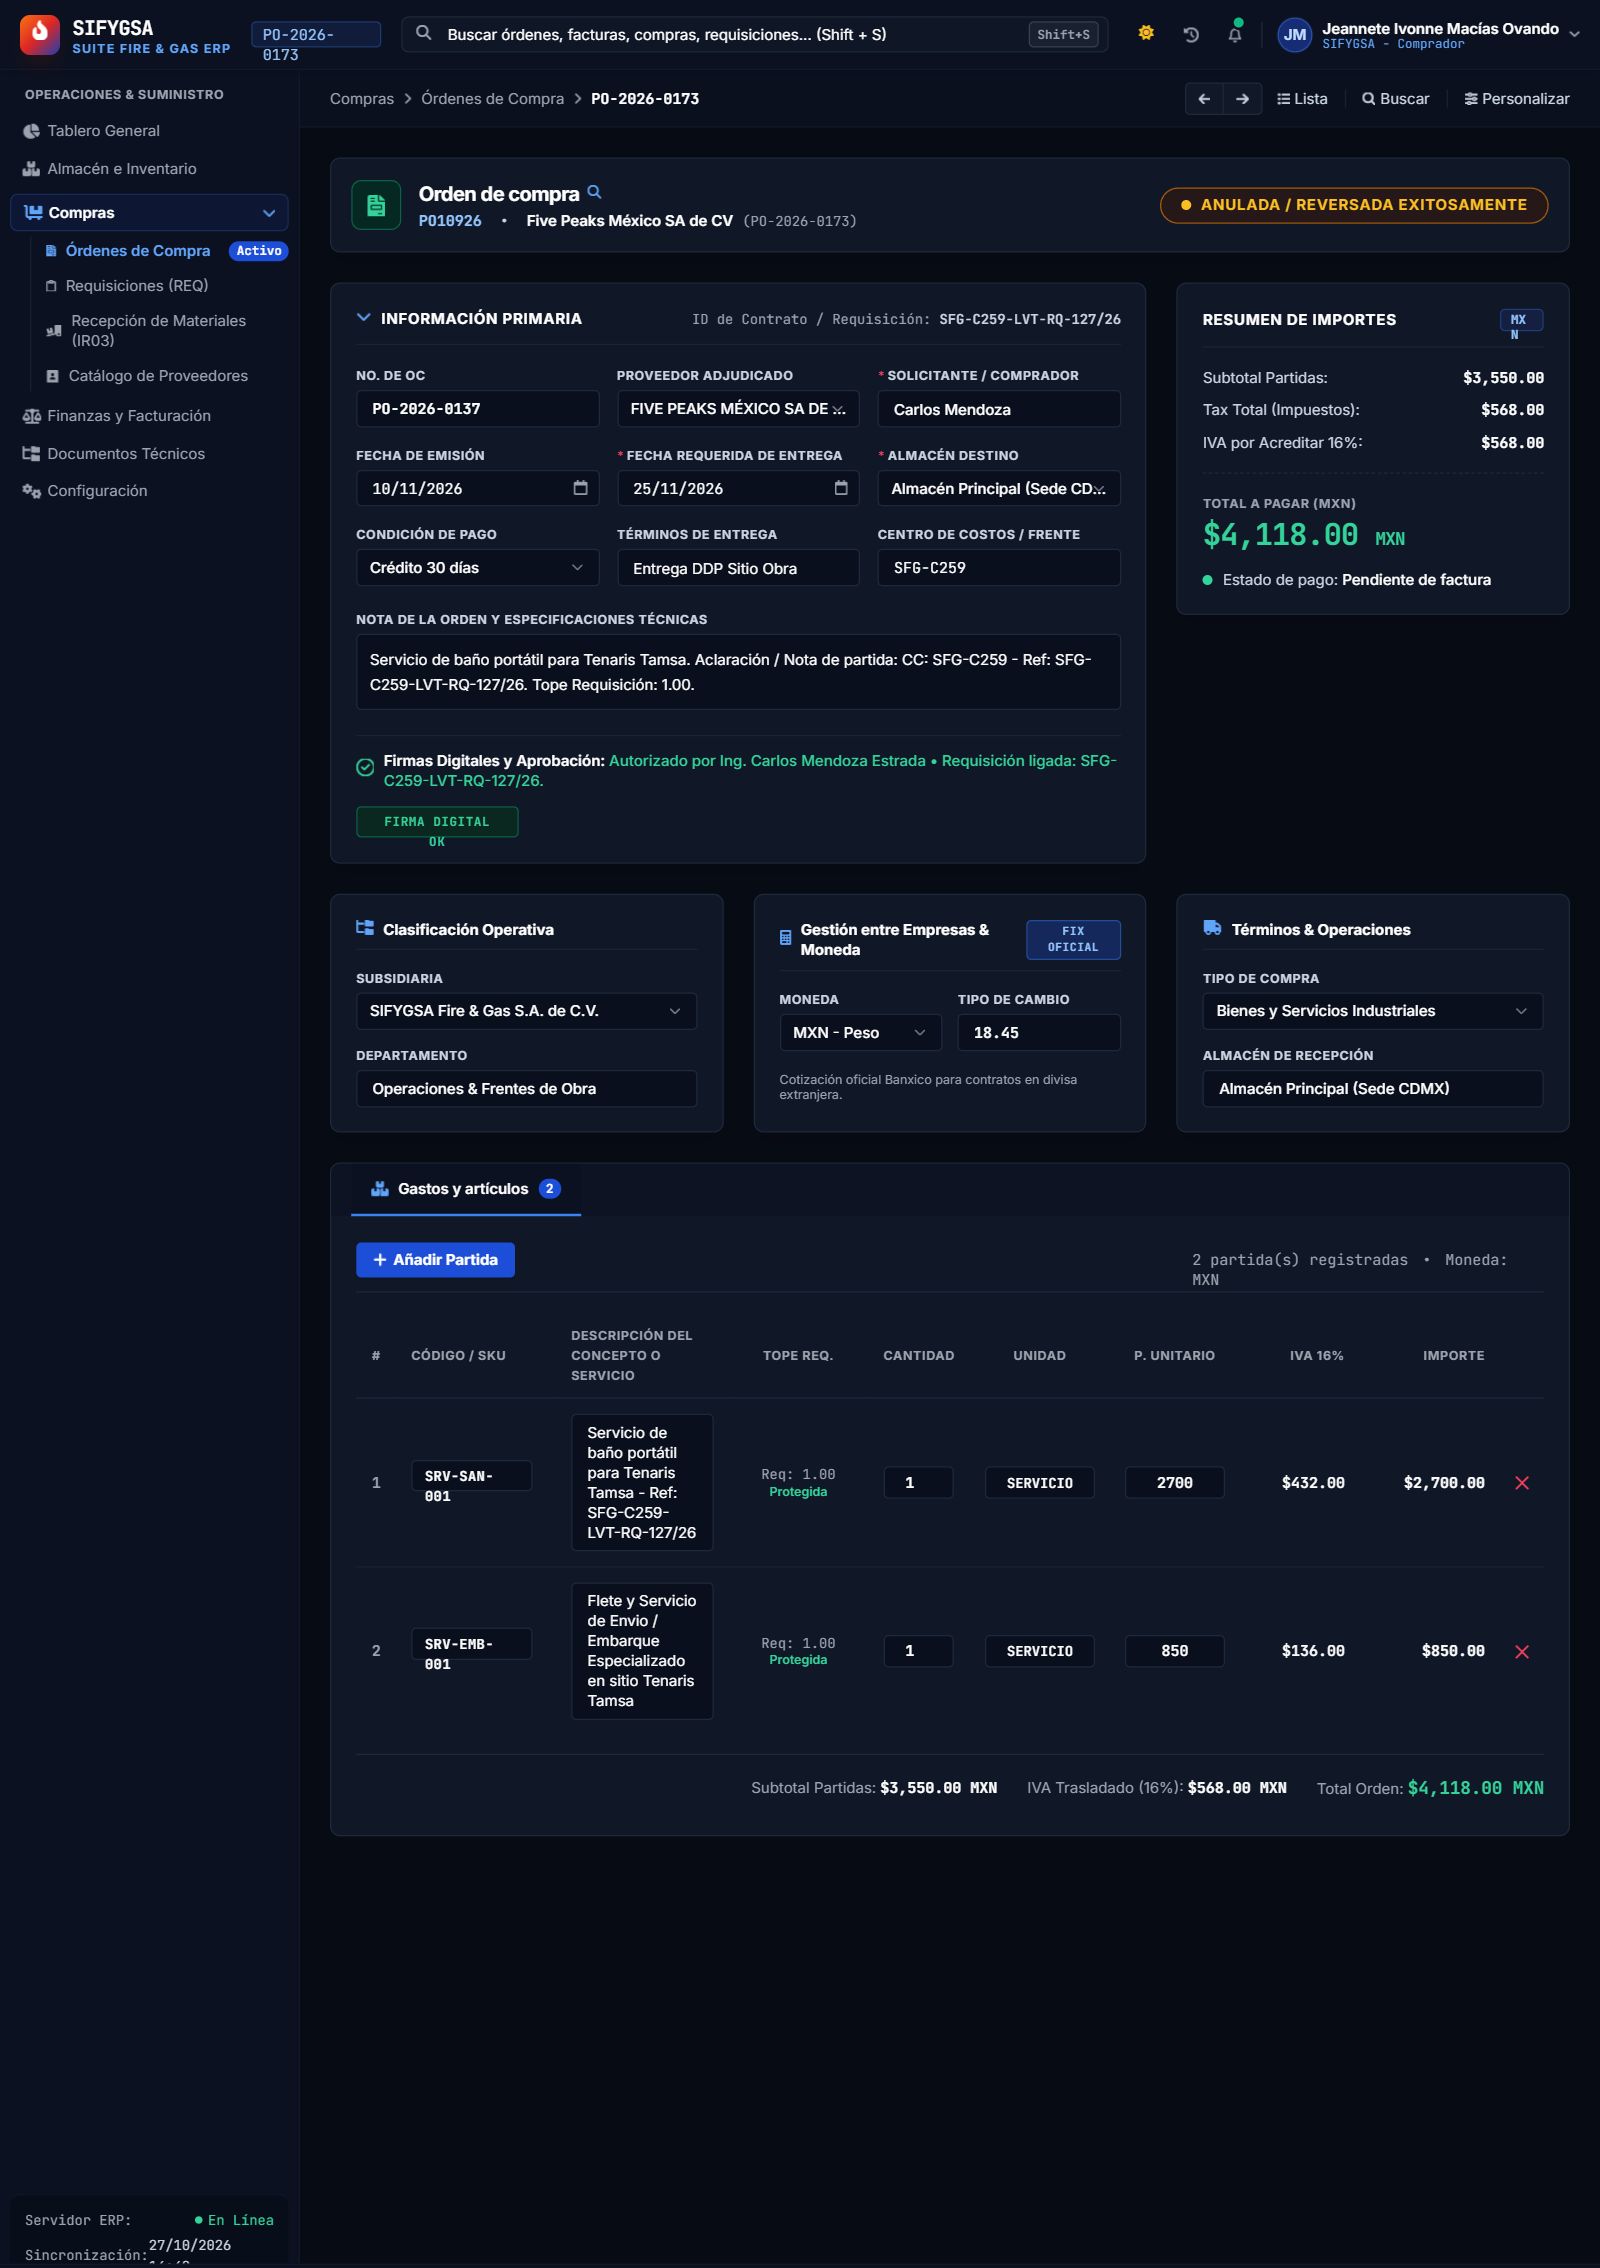 SIFYGSA
SUITE FIRE & GAS ERP
PO-2026-
0173
Buscar órdenes, facturas, compras, requisiciones... (Shift + S)
Shift+S
JM
Jeannete Ivonne Macías Ovando
SIFYGSA - Comprador
OPERACIONES & SUMINISTRO
Tablero General
Almacén e Inventario
Compras
Órdenes de Compra
Activo
Requisiciones (REQ)
Recepción de Materiales
(IR03)
Catálogo de Proveedores
Finanzas y Facturación
Documentos Técnicos
Configuración
Servidor ERP:
En Línea
Sincronización:
27/10/2026
Compras > Órdenes de Compra > PO-2026-0173
Lista
Buscar
Personalizar
Orden de compra
PO10926 • Five Peaks México SA de CV (PO-2026-0173)
ANULADA / REVERSADA EXITOSAMENTE
INFORMACIÓN PRIMARIA
ID de Contrato / Requisición: SFG-C259-LVT-RQ-127/26
NO. DE OC
PROVEEDOR ADJUDICADO
* SOLICITANTE / COMPRADOR
PO-2026-0137
FIVE PEAKS MÉXICO SA DE ...
Carlos Mendoza
FECHA DE EMISIÓN
* FECHA REQUERIDA DE ENTREGA
* ALMACÉN DESTINO
10/11/2026
25/11/2026
Almacén Principal (Sede CD...
CONDICIÓN DE PAGO
TÉRMINOS DE ENTREGA
CENTRO DE COSTOS / FRENTE
Crédito 30 días
Entrega DDP Sitio Obra
SFG-C259
NOTA DE LA ORDEN Y ESPECIFICACIONES TÉCNICAS
Servicio de baño portátil para Tenaris Tamsa. Aclaración / Nota de partida: CC: SFG-C259 - Ref: SFG-
C259-LVT-RQ-127/26. Tope Requisición: 1.00.
Firmas Digitales y Aprobación: Autorizado por Ing. Carlos Mendoza Estrada • Requisición ligada: SFG-
C259-LVT-RQ-127/26.
FIRMA DIGITAL
OK
RESUMEN DE IMPORTES
MX
N
Subtotal Partidas:
$3,550.00
Tax Total (Impuestos):
$568.00
IVA por Acreditar 16%:
$568.00
TOTAL A PAGAR (MXN)
$4,118.00 MXN
Estado de pago: Pendiente de factura
Clasificación Operativa
SUBSIDIARIA
SIFYGSA Fire & Gas S.A. de C.V.
DEPARTAMENTO
Operaciones & Frentes de Obra
Gestión entre Empresas &
Moneda
FIX
OFICIAL
MONEDA
TIPO DE CAMBIO
MXN - Peso
18.45
Cotización oficial Banxico para contratos en divisa
extranjera.
Términos & Operaciones
TIPO DE COMPRA
Bienes y Servicios Industriales
ALMACÉN DE RECEPCIÓN
Almacén Principal (Sede CDMX)
Gastos y artículos 2
+ Añadir Partida
2 partida(s) registradas • Moneda:
MXN
#
CÓDIGO / SKU
DESCRIPCIÓN DEL
CONCEPTO O
SERVICIO
TOPE REQ.
CANTIDAD
UNIDAD
P. UNITARIO
IVA 16%
IMPORTE
1
SRV-SAN-
001
Servicio de
baño portátil
para Tenaris
Tamsa - Ref:
SFG-C259-
LVT-RQ-127/26
Req: 1.00
Protegida
1
SERVICIO
2700
$432.00
$2,700.00
2
SRV-EMB-
001
Flete y Servicio
de Envio /
Embarque
Especializado
en sitio Tenaris
Tamsa
Req: 1.00
Protegida
1
SERVICIO
850
$136.00
$850.00
Subtotal Partidas: $3,550.00 MXN
IVA Trasladado (16%): $568.00 MXN
Total Orden: $4,118.00 MXN